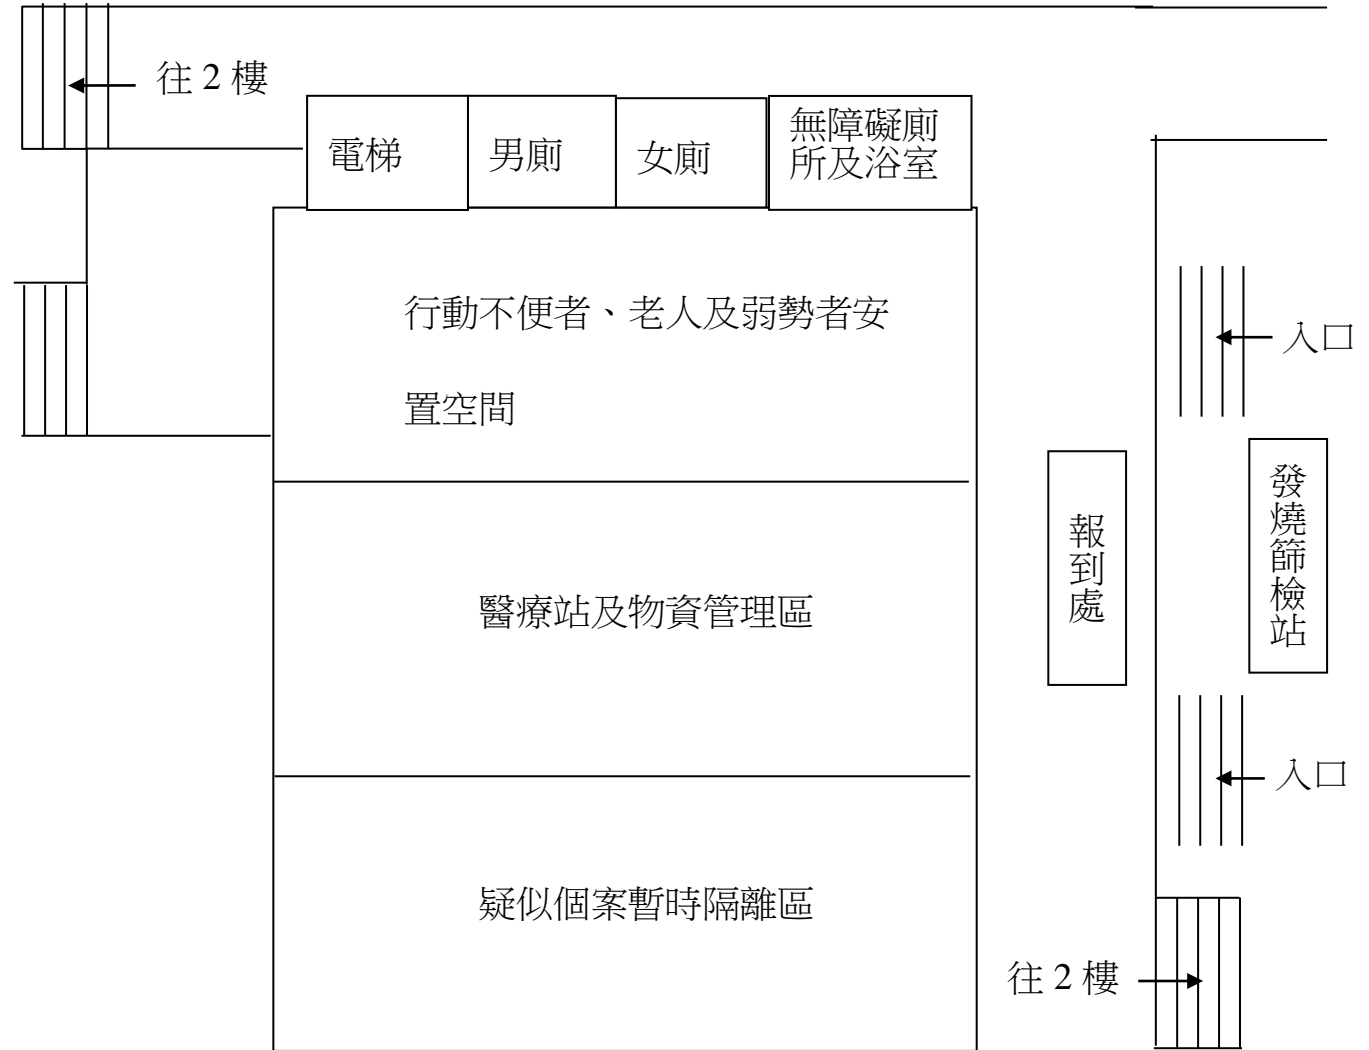 往 2 樓
電梯
男廁
女廁
無障礙廁
所及浴室
行動不便者、老人及弱勢者安
置空間
入口
報到處
發燒篩檢站
醫療站及物資管理區
入口
疑似個案暫時隔離區
往 2 樓